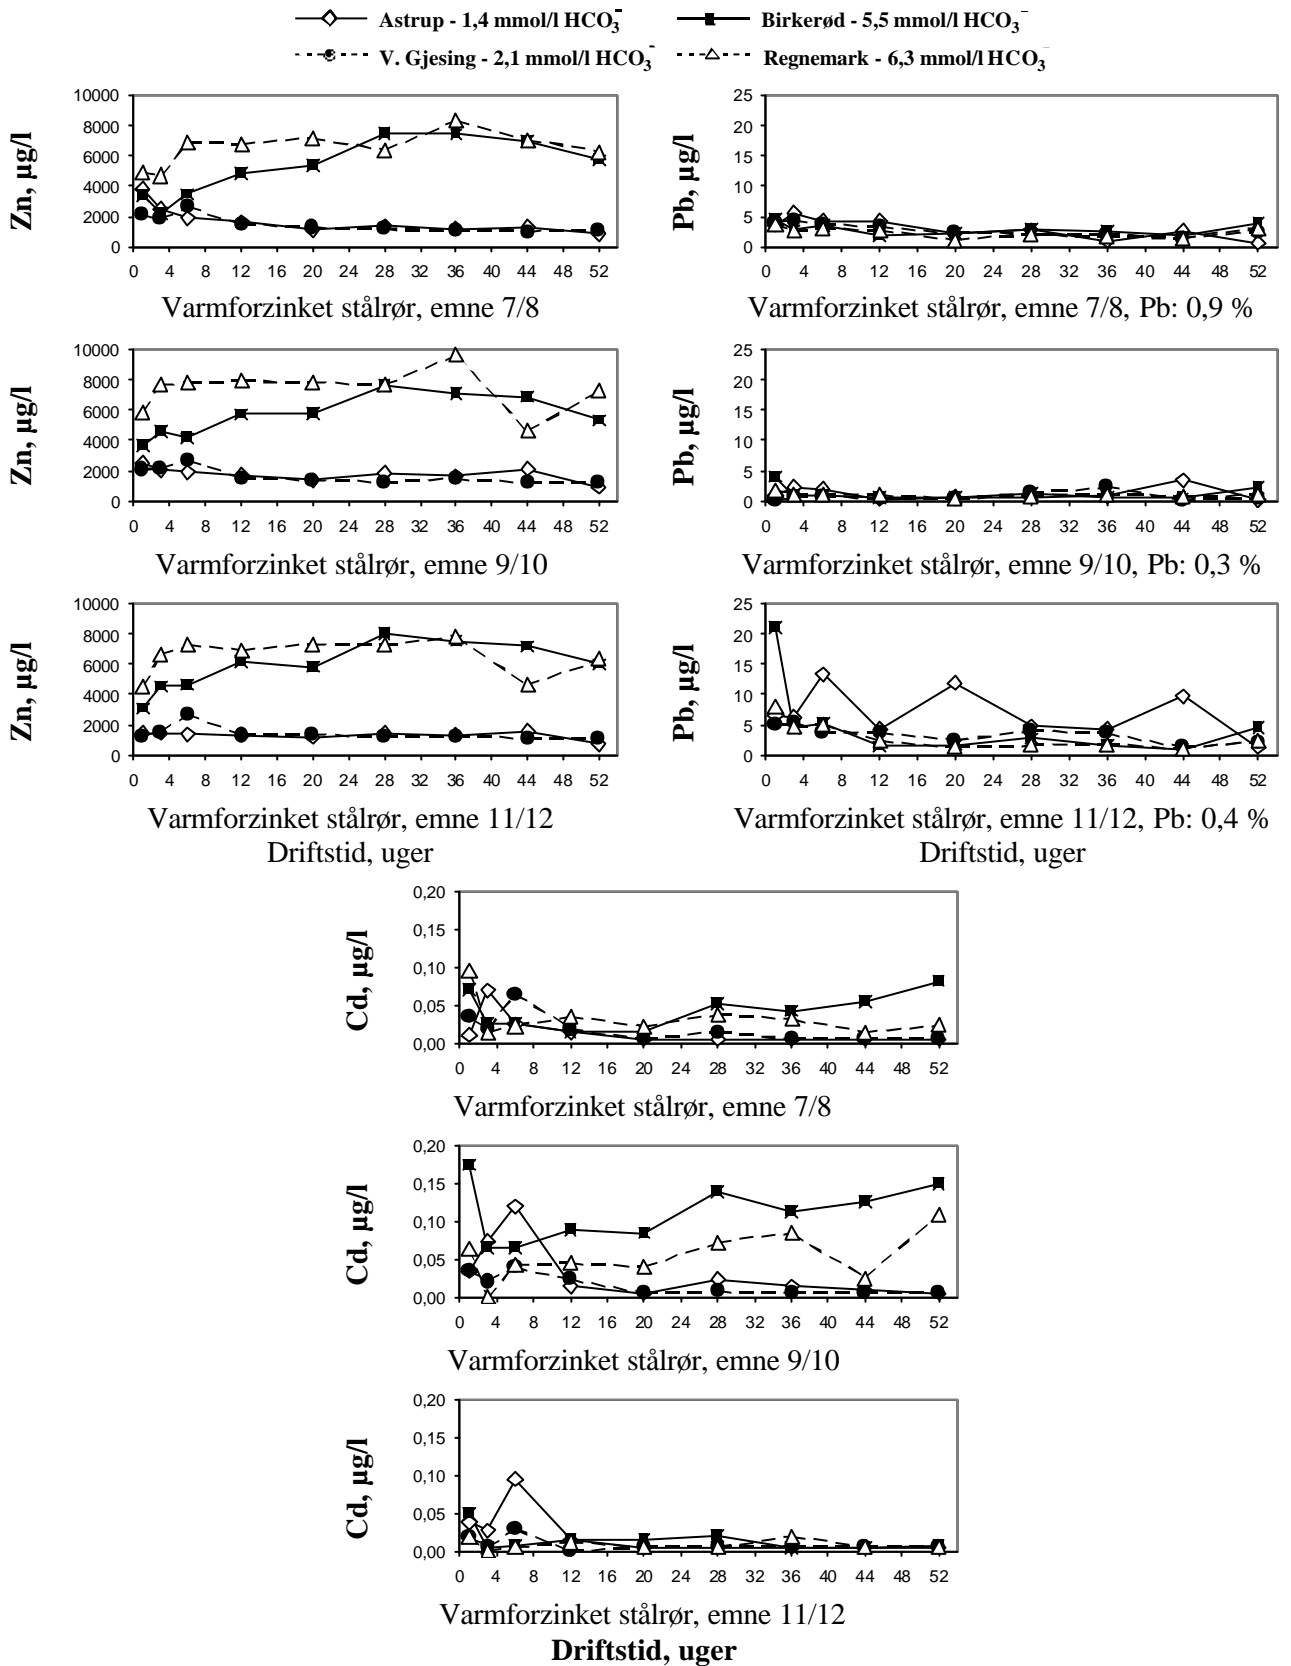 Astrup - 1,4 mmol/l HCO3-
Birkerød - 5,5 mmol/l HCO3-
V. Gjesing - 2,1 mmol/l HCO3-
Regnemark - 6,3 mmol/l HCO3-
Zn, µg/l
10000
8000
6000
4000
2000
0
0 4 8 12 16 20 24 28 32 36 40 44 48 52
Varmforzinket stålrør, emne 7/8
Pb, µg/l
25
20
15
10
5
0
0 4 8 12 16 20 24 28 32 36 40 44 48 52
Varmforzinket stålrør, emne 7/8, Pb: 0,9 %
Zn, µg/l
10000
8000
6000
4000
2000
0
0 4 8 12 16 20 24 28 32 36 40 44 48 52
Varmforzinket stålrør, emne 9/10
Pb, µg/l
25
20
15
10
5
0
0 4 8 12 16 20 24 28 32 36 40 44 48 52
Varmforzinket stålrør, emne 9/10, Pb: 0,3 %
Zn, µg/l
10000
8000
6000
4000
2000
0
0 4 8 12 16 20 24 28 32 36 40 44 48 52
Varmforzinket stålrør, emne 11/12
Driftstid, uger
Pb, µg/l
25
20
15
10
5
0
0 4 8 12 16 20 24 28 32 36 40 44 48 52
Varmforzinket stålrør, emne 11/12, Pb: 0,4 %
Driftstid, uger
Cd, µg/l
0,20
0,15
0,10
0,05
0,00
0 4 8 12 16 20 24 28 32 36 40 44 48 52
Varmforzinket stålrør, emne 7/8
Cd, µg/l
0,20
0,15
0,10
0,05
0,00
0 4 8 12 16 20 24 28 32 36 40 44 48 52
Varmforzinket stålrør, emne 9/10
Cd, µg/l
0,20
0,15
0,10
0,05
0,00
0 4 8 12 16 20 24 28 32 36 40 44 48 52
Varmforzinket stålrør, emne 11/12
Driftstid, uger